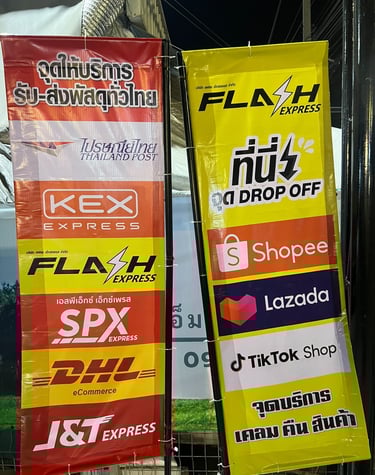 จุดให้บริการ
รับ-ส่งพัสดุทั่วไทย
ไปรษณีย์ไทย
THAILAND POST
KEX
EXPRESS
FLASH
EXPRESS
เอสพีเอ็กซ์ เอ็กซ์เพรส
SPX
EXPRESS
DHL
eCommerce
J&T EXPRESS
FLASH
EXPRESS
ที่นี่
จุด DROP OFF
Shopee
Lazada
TikTok Shop
จุดบริการ
เคลม คืน สินค้า
09